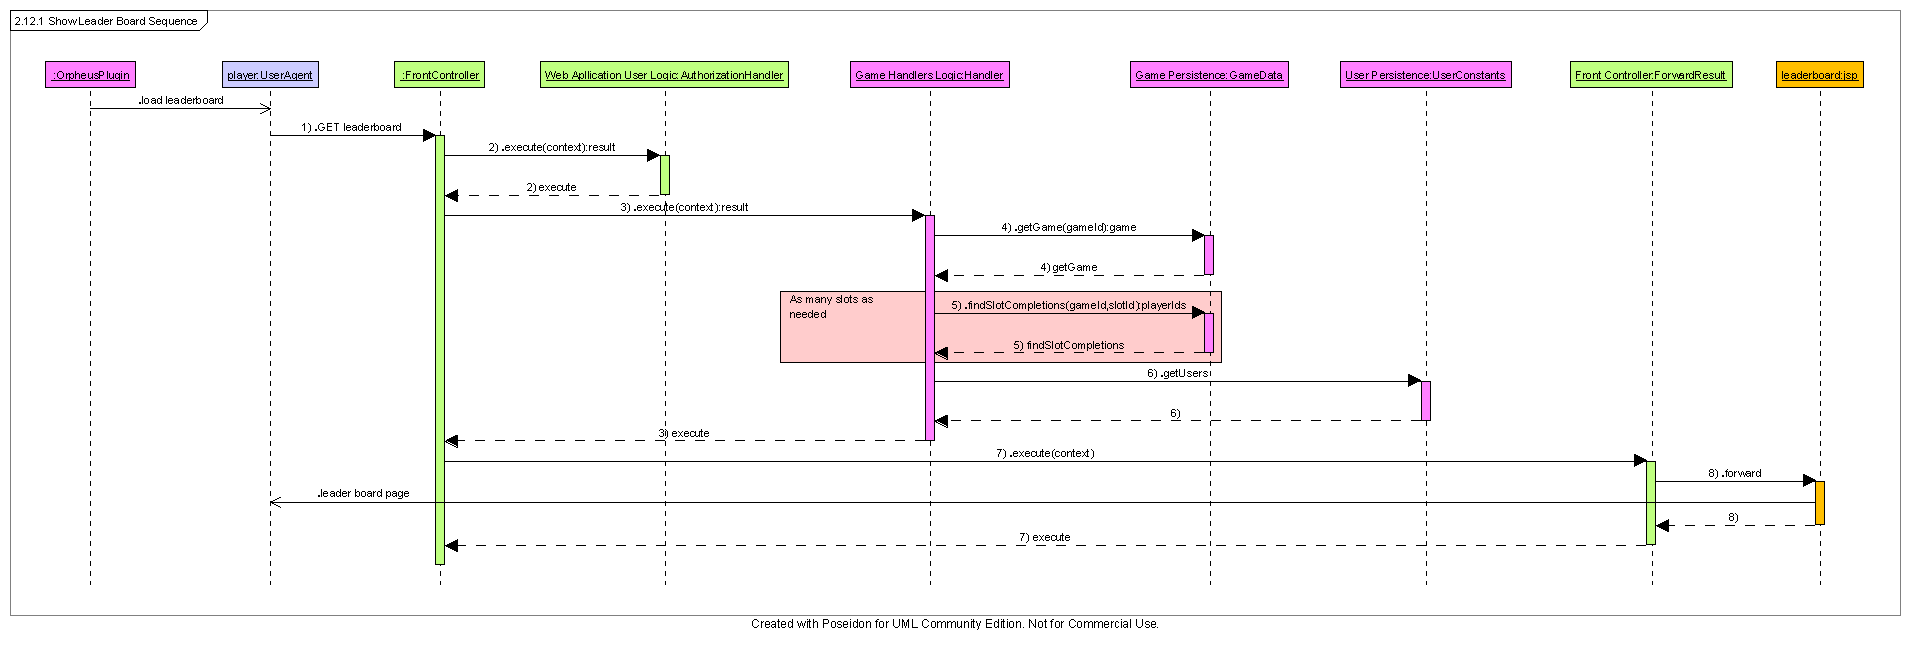 2.12.1 ShowLeader Board Sequence
:OrpheusPlugin
player:UserAgent
:FrontController
Web Apllication User Logic:AuthorizationHandler
Game Handlers Logic:Handler
Game Persistence:GameData
User Persistence:UserConstants
Front Controller:ForwardResult
leaderboard:jsp
.load leaderboard
1) .GET leaderboard
2) .execute(context):result
2) execute
3) .execute(context):result
4) .getGame(gameId):game
4) getGame
As many slots as
needed
5) .findSlotCompletions(gameId,slotId):playerIds
5) findSlotCompletions
6) .getUsers
6)
3) execute
7) .execute(context)
8) .forward
.leader board page
8)
7) execute
Created with Poseidon for UML Community Edition. Not for Commercial Use.